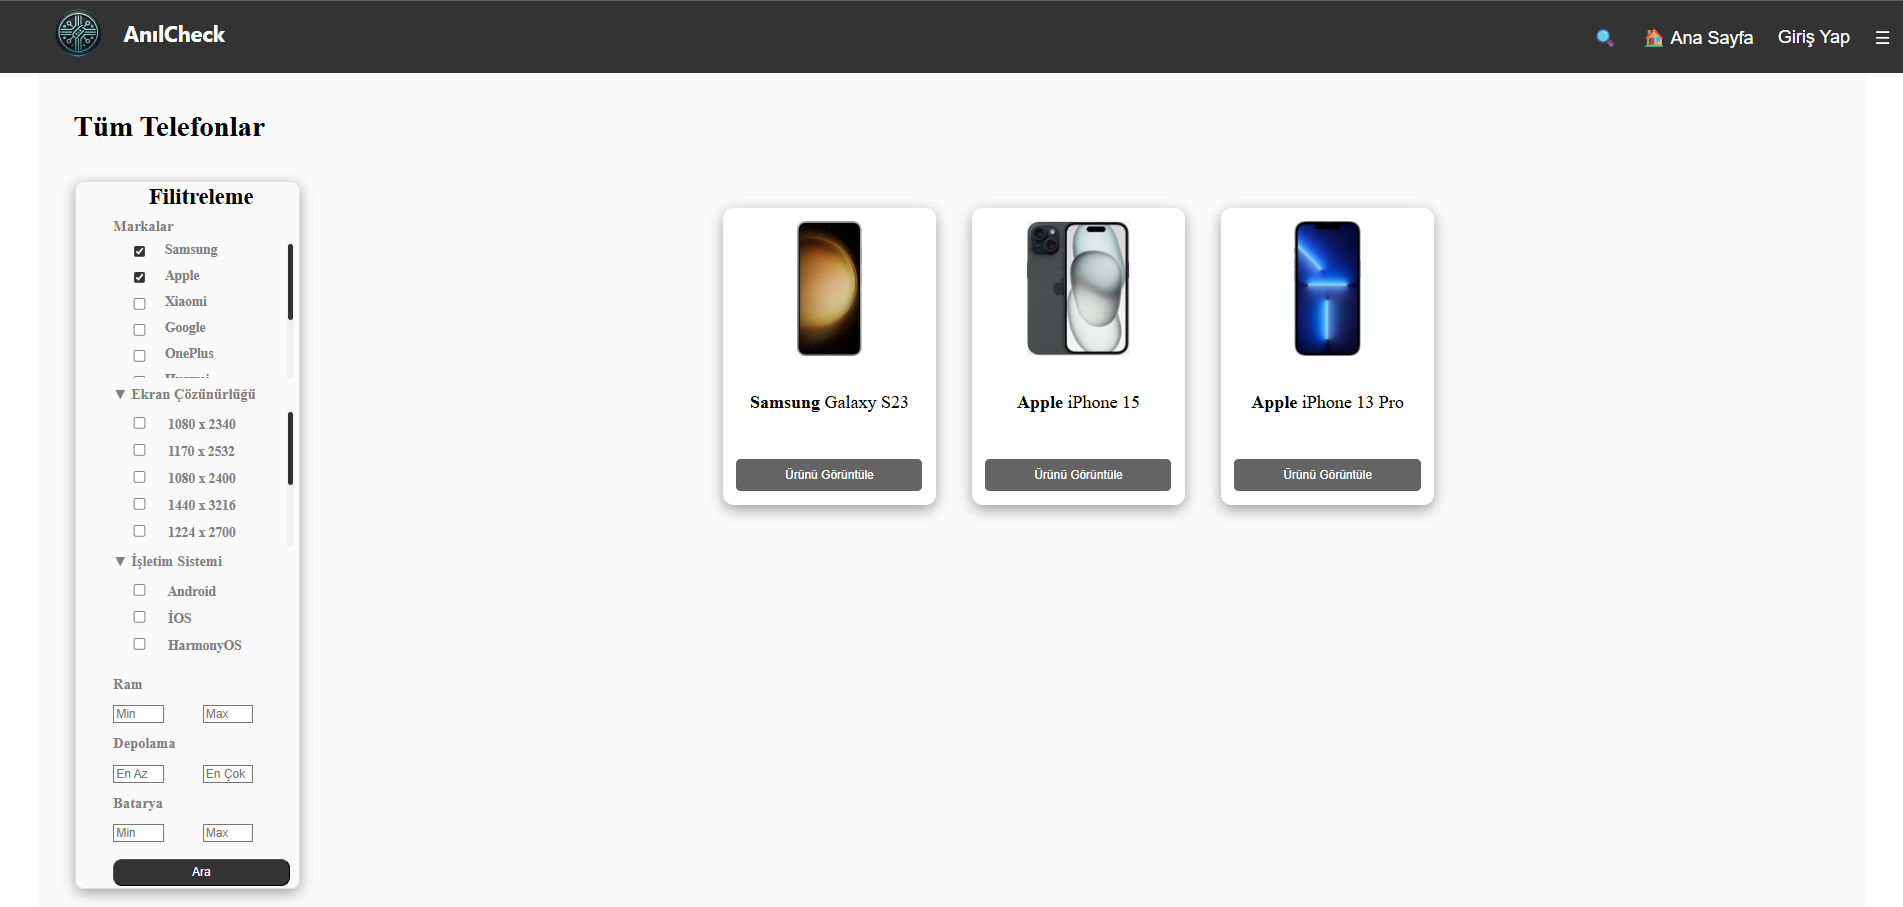 AnılCheck
Ana Sayfa
Giriş Yap
Tüm Telefonlar
Filitreleme
Markalar
Samsung
Apple
Xiaomi
Google
OnePlus
▼ Ekran Çözünürlüğü
1080 x 2340
1170 x 2532
1080 x 2400
1440 x 3216
1224 x 2700
▼ İşletim Sistemi
Android
İOS
HarmonyOS
Ram
Min Max
Depolama
En Az En Çok
Batarya
Min Max
Ara
Samsung Galaxy S23
Ürünü Görüntüle
Apple iPhone 15
Ürünü Görüntüle
Apple iPhone 13 Pro
Ürünü Görüntüle